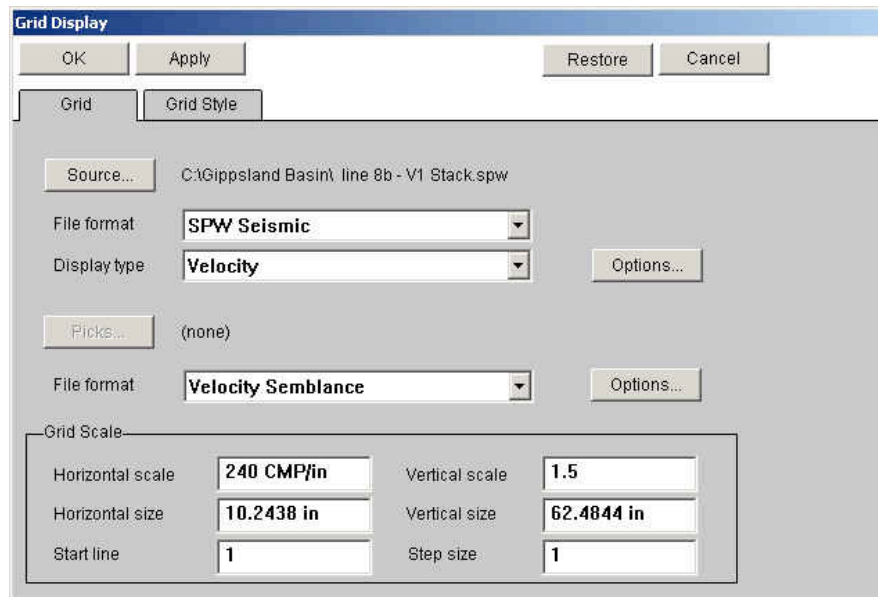 Grid Display
OK Apply Restore Cancel
Grid Grid Style
Source... C:\Gippsland Basin\ line 8b - V1 Stack.spw
File format SPW Seismic
Display type Velocity Options...
Picks... (none)
File format Velocity Semblance Options...
Grid Scale
Horizontal scale 240 CMP/in Vertical scale 1.5
Horizontal size 10.2438 in Vertical size 62.4844 in
Start line 1 Step size 1